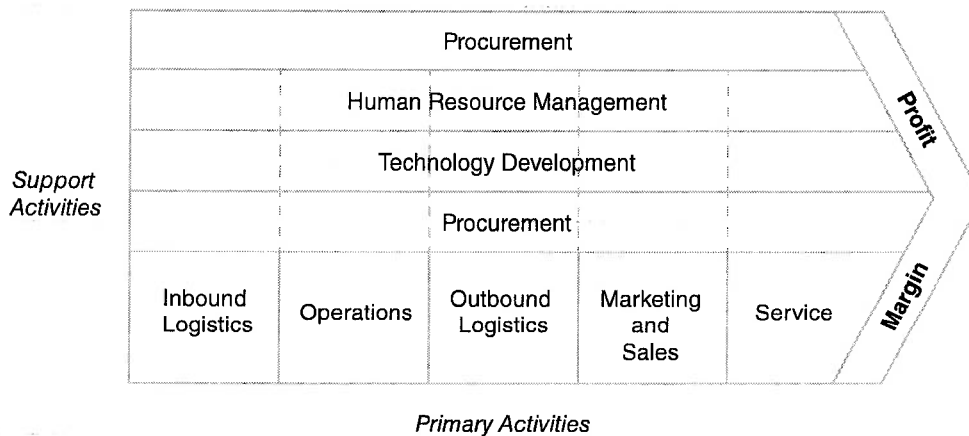 Procurement
Human Resource Management
Technology Development
Procurement
Support
Activities
Inbound
Logistics
Operations
Outbound
Logistics
Marketing
and
Sales
Service
Profit
Margin
Primary Activities